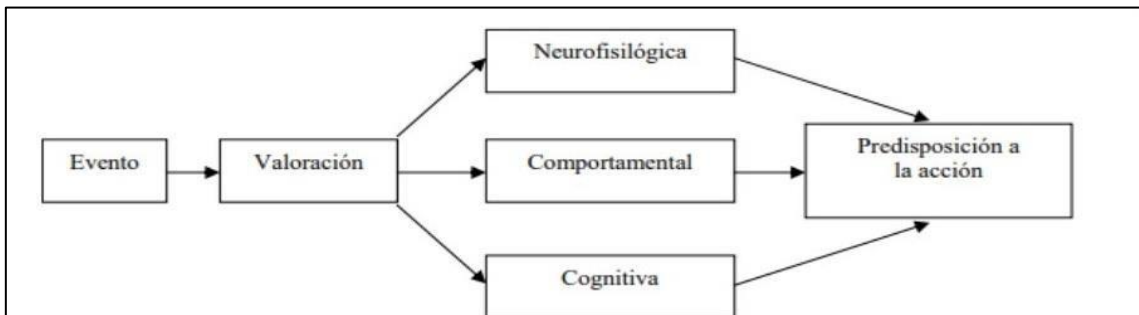 Neurofisilógica
Evento
Valoración
Comportamental
Predisposición a
la acción
Cognitiva